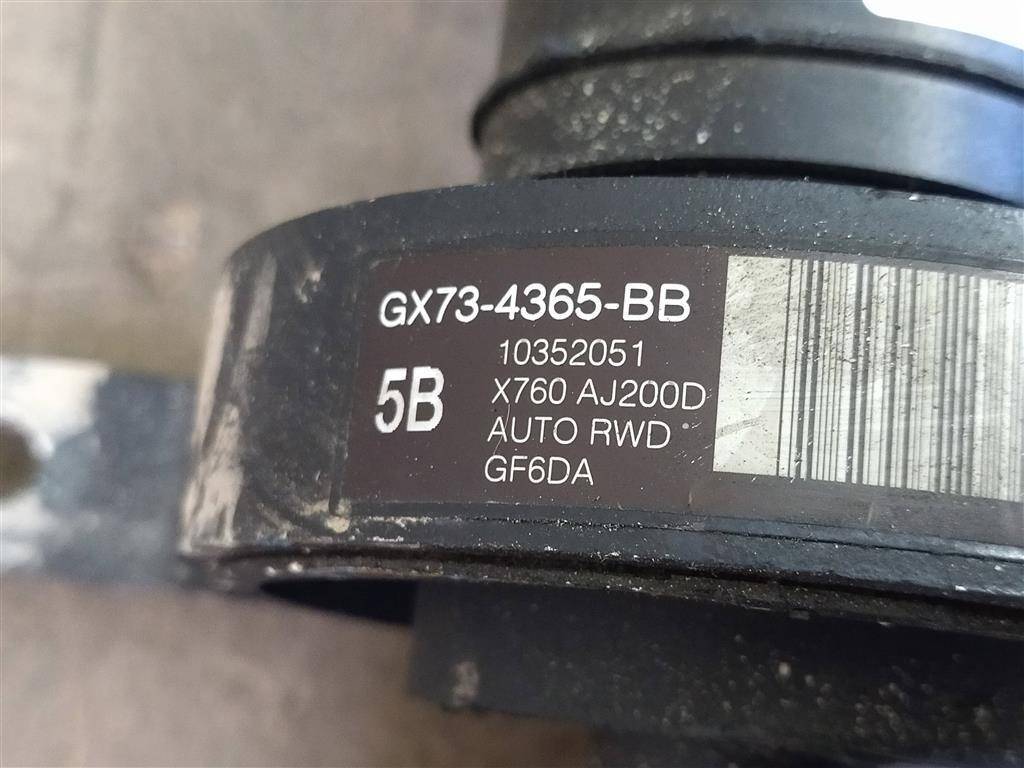 GX73-4365-BB
10352051
5B X760 AJ200D
AUTO RWD
GF6DA